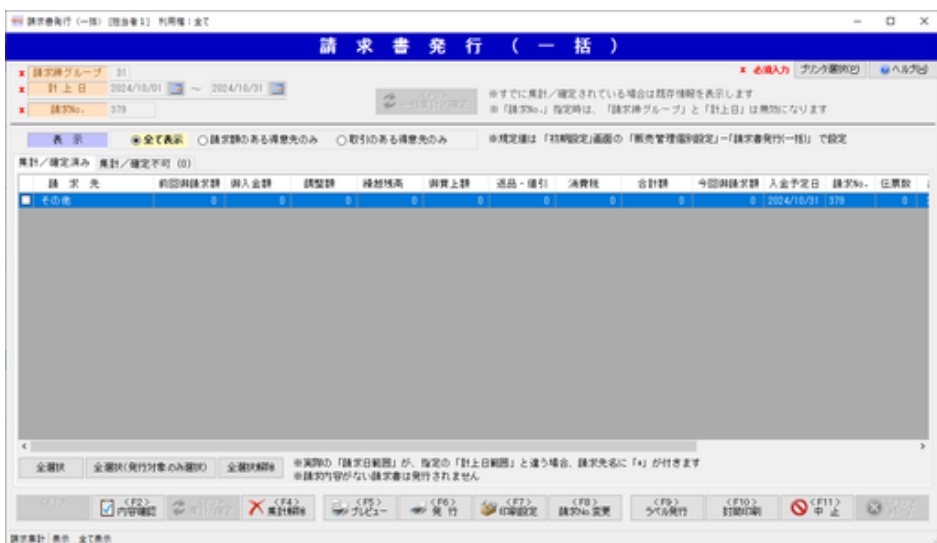 請求書発行（一括） [担当者1] 利用権：全て
請求書発行（一括）
x 必須入力 プリンタ選択(P) ヘルプ(H)
x 請求締グループ 31
x 計上日 2024/10/01 ～ 2024/10/31
x 請求No. 379
※すでに集計／確定されている場合は既存情報を表示します
※「請求No.」指定時は、「請求締グループ」と「計上日」は無効になります
表示 全て表示 請求額のある得意先のみ 取引のある得意先のみ ※規定値は「初期設定」画面の「販売管理個別設定」－「請求書発行(一括)」で設定
集計／確定済み 集計／確定不可 (0)
請求先 前回御請求額 御入金額 調整額 繰越残高 御買上額 返品・値引 消費税 合計額 今回御請求額 入金予定日 請求No. 伝票数
その他 0 0 0 0 0 0 0 0 0 2024/10/31 379 0
全選択 全選択(発行対象のみ選択) 全選択解除
※実際の「請求日範囲」が、指定の「計上日範囲」と違う場合、請求先名に「*」が付きます
※請求内容がない請求書は発行されません
<F2> 内容確認 <F4> 集計解除 <F5> プレビュー <F6> 発行 <F7> 印刷設定 <F8> 請求No.変更 <F9> ラベル発行 <F10> 封筒印刷 <F11> 中止
請求集計 表示 全て表示